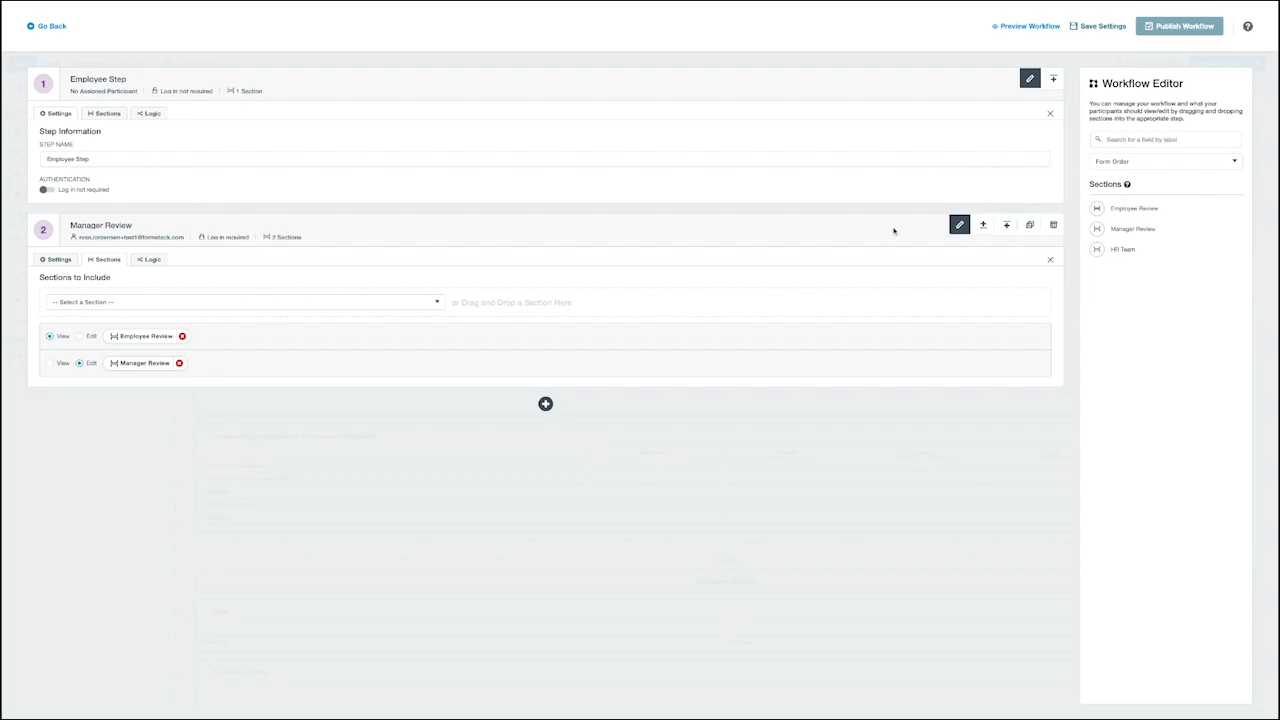 Go Back
Preview Workflow
Save Settings
Publish Workflow
1
Employee Step
No Assigned Participant
Log in not required
1 Section
Settings
Sections
Logic
Step Information
STEP NAME
Employee Step
AUTHENTICATION
Log in not required
2
Manager Review
Log in required
2 Sections
Settings
Sections
Logic
Sections to Include
-- Select a Section --
or Drag and Drop a Section Here
View
Edit
Employee Review
View
Edit
Manager Review
Workflow Editor
You can manage your workflow and what your
participants should view/edit by dragging and dropping
sections into the appropriate step.
Search for a field by label
Form Order
Sections
Employee Review
Manager Review
HR Team